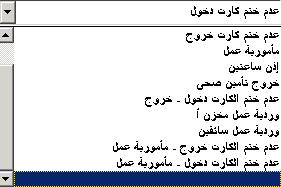 عدم ختم كارت دخول
عدم ختم كارت خروج
مأمورية عمل
إذن ساعتين
خروج تأمين صحى
عدم ختم الكارت دخول - خروج
وردية عمل مخزن أ
وردية عمل سائقين
عدم ختم الكارت خروج - مأمورية عمل
عدم ختم الكارت دخول - مأمورية عمل